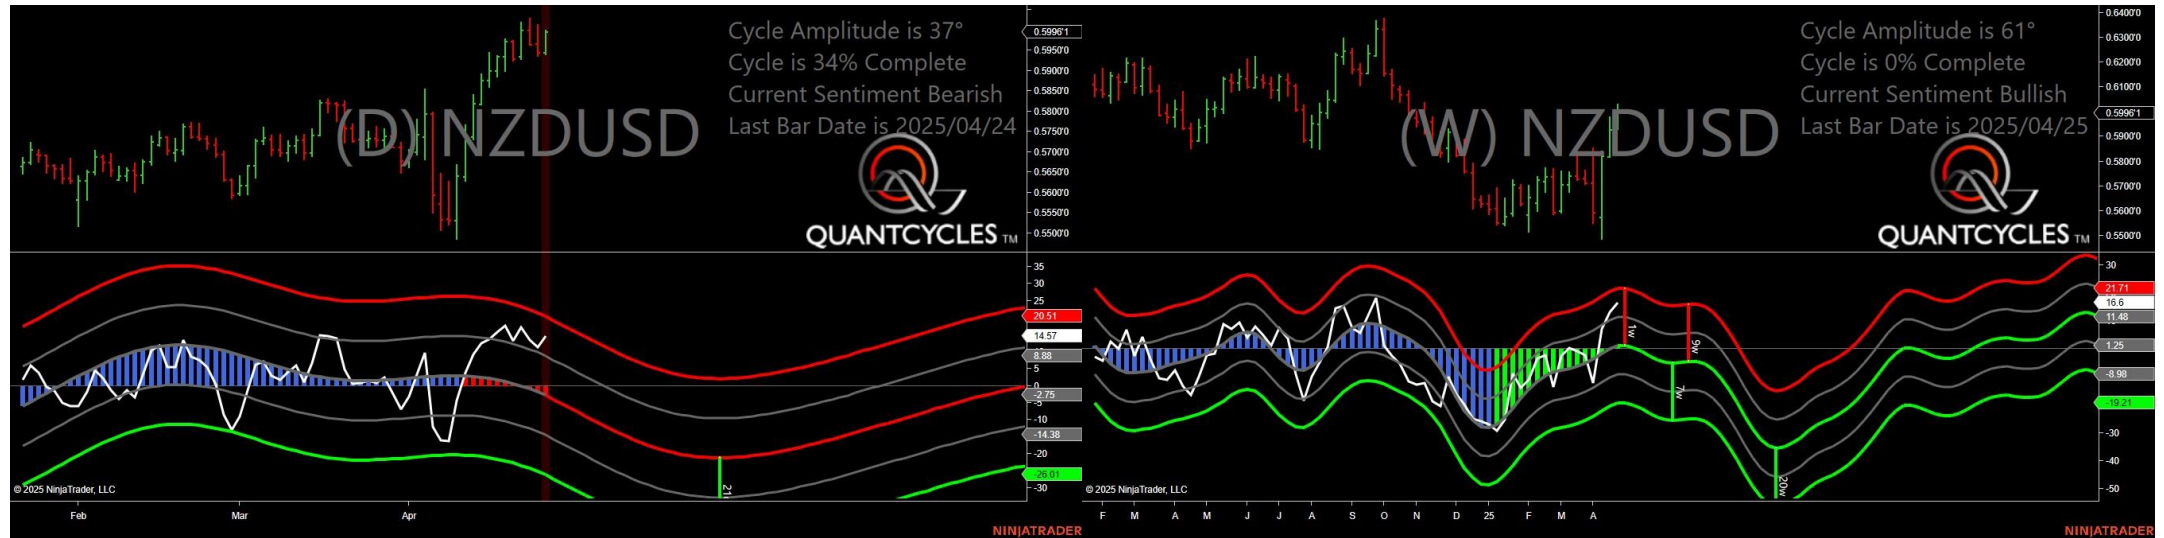 Cycle Amplitude is 37°
Cycle is 34% Complete
Current Sentiment Bearish
Last Bar Date is 2025/04/24
(D) NZDUSD
QUANTCYCLES TM
0.5996'1
0.5950'0
0.5900'0
0.5850'0
0.5800'0
0.5775'0
0.5700'0
0.5650'0
0.5600'0
0.5550'0
0.5500'0
35
30
25
20.51
14.57
8.88
5
0
-2.75
-5
-10
-14.38
-20
-26.01
-30
© 2025 NinjaTrader, LLC
Feb Mar Apr
NINJATRADER
Cycle Amplitude is 61°
Cycle is 0% Complete
Current Sentiment Bullish
Last Bar Date is 2025/04/25
(W) NZDUSD
QUANTCYCLES TM
0.6400'0
0.6300'0
0.6200'0
0.6100'0
0.5996'1
0.5900'0
0.5800'0
0.5700'0
0.5600'0
0.5500'0
30
21.71
16.6
11.48
1.25
-8.98
-19.21
-30
-40
-50
1w
9w
7w
20w
© 2025 NinjaTrader, LLC
F M A M J J A S O N D 25 F M A
NINJATRADER